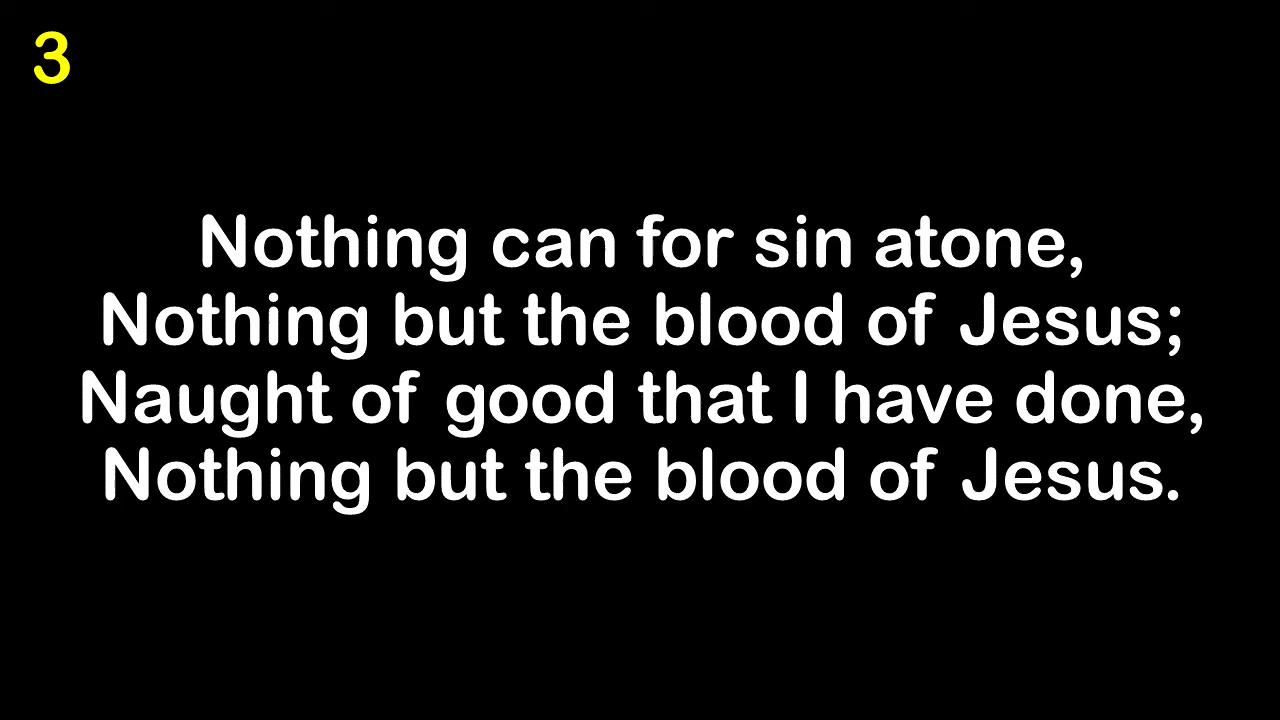 3
Nothing can for sin atone,
Nothing but the blood of Jesus;
Naught of good that I have done,
Nothing but the blood of Jesus.